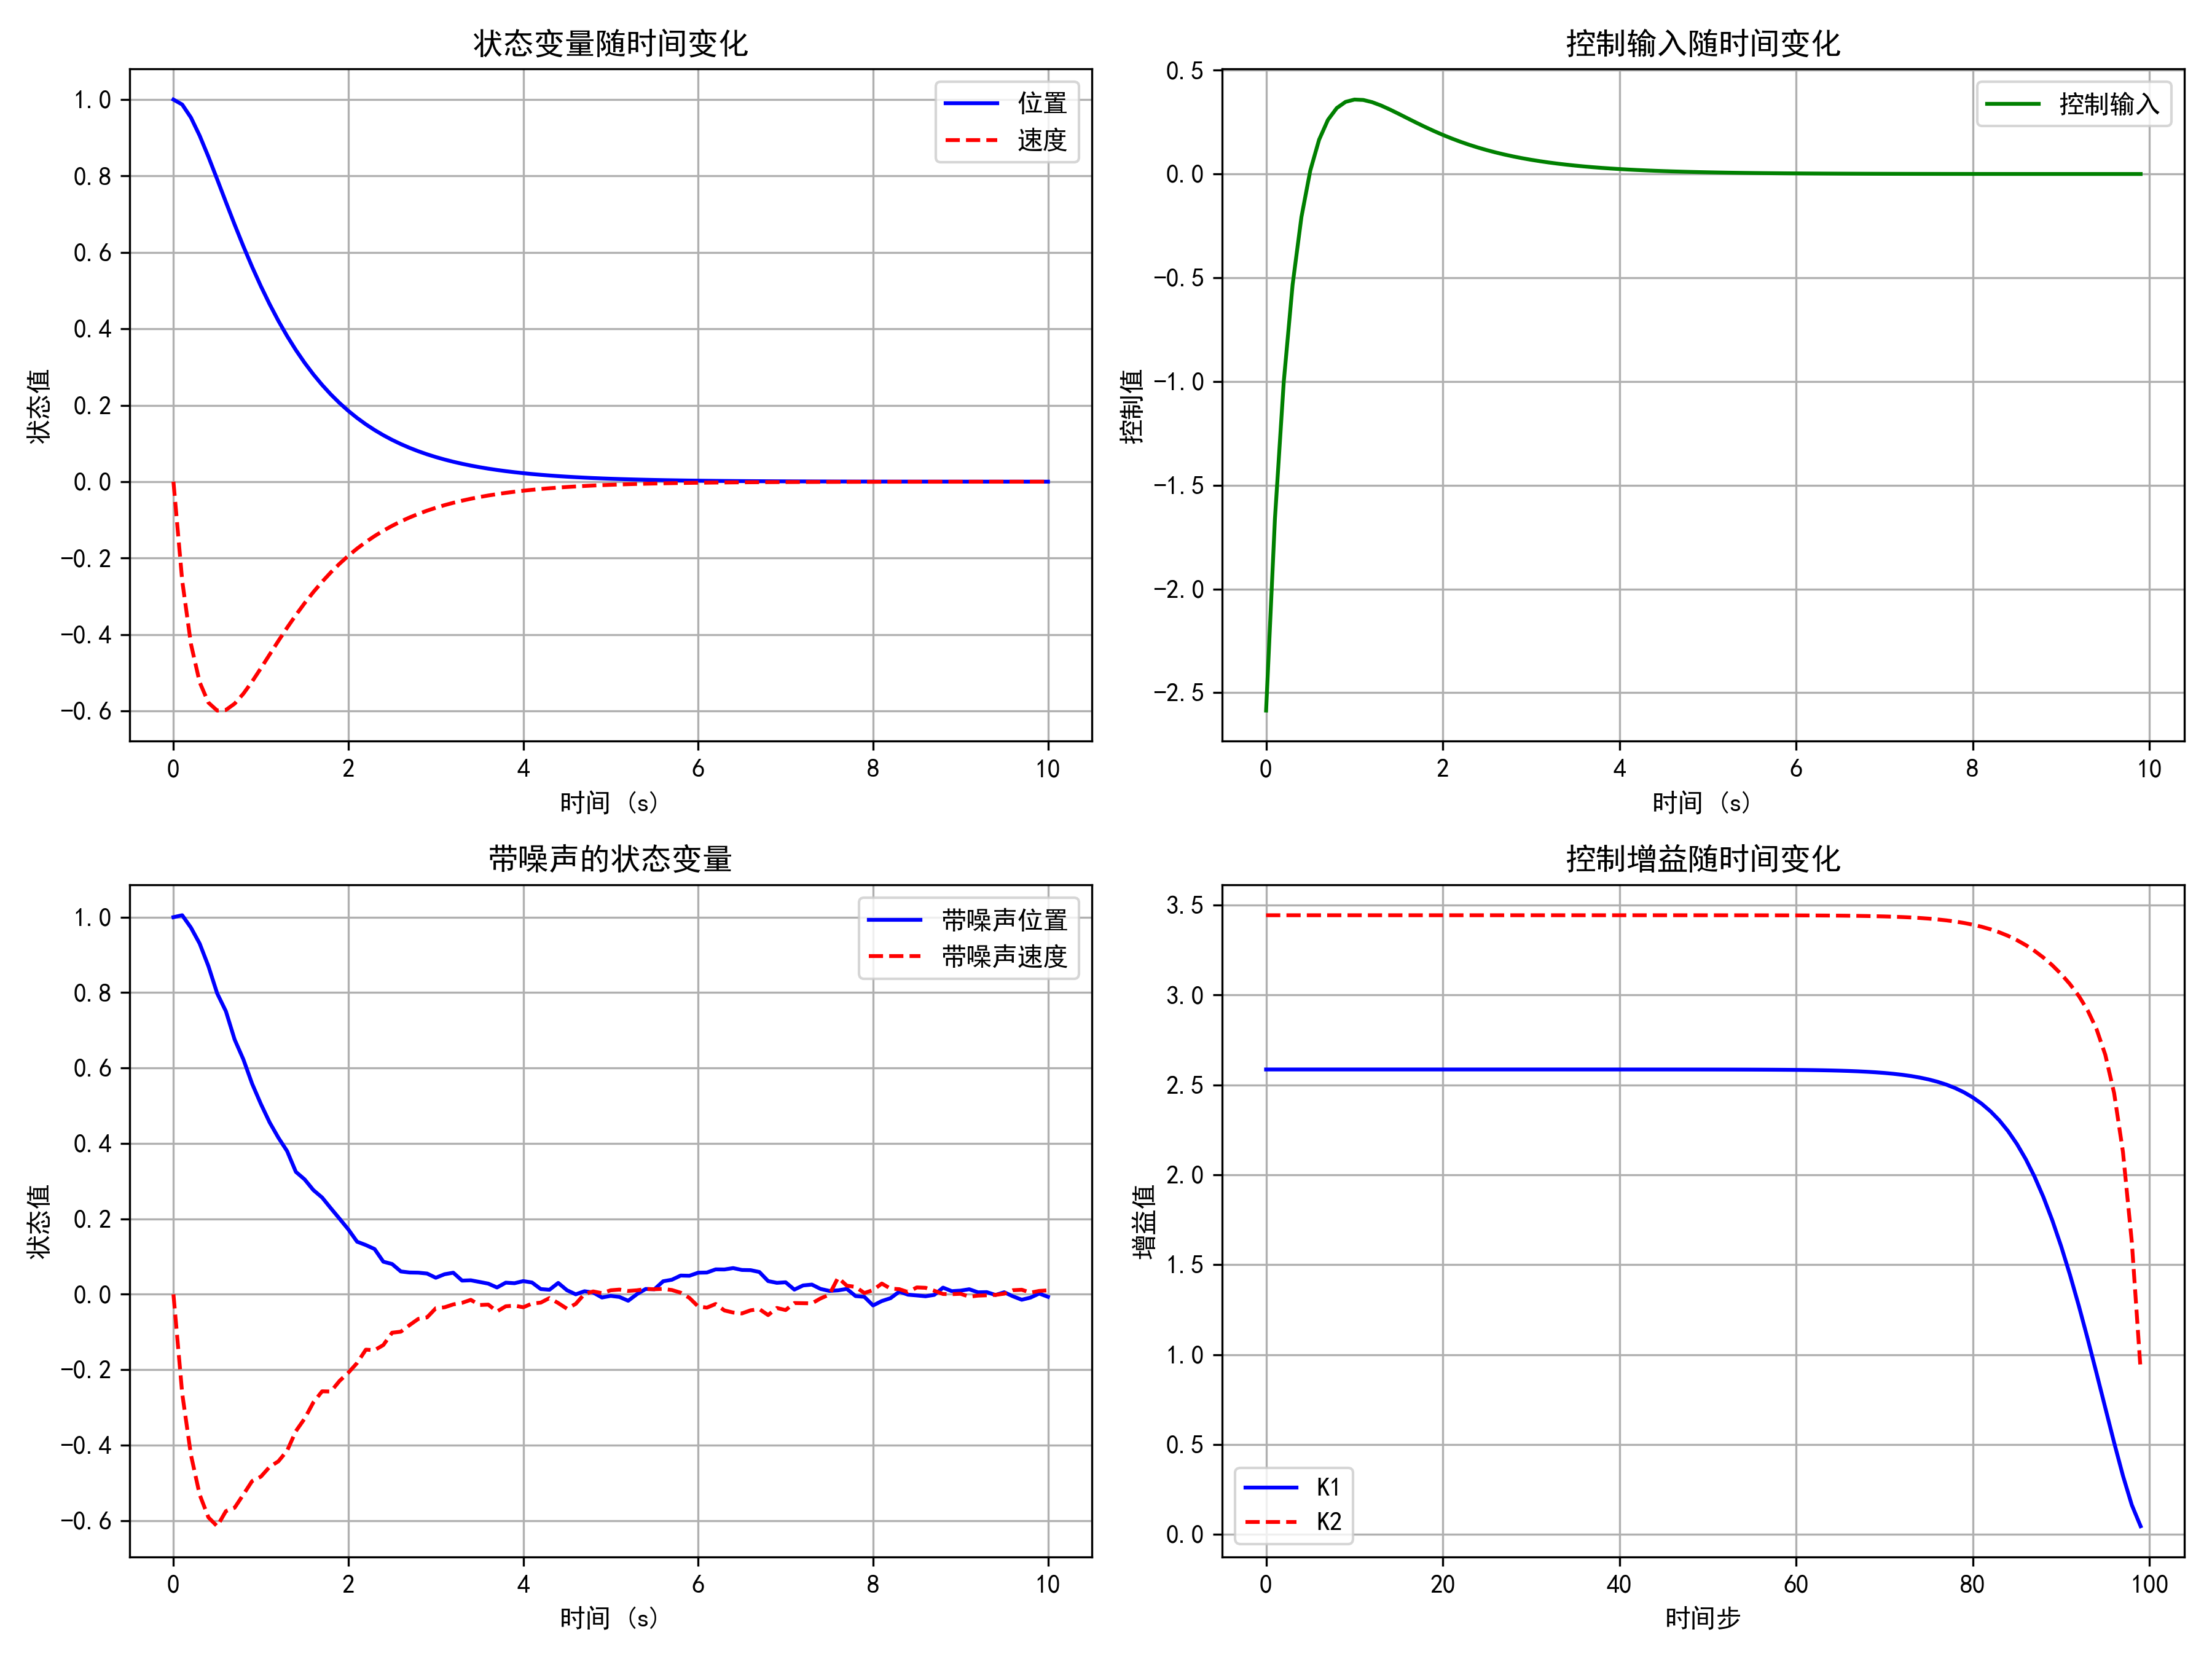 状态变量随时间变化
1.0
0.8
0.6
0.4
0.2
0.0
−0.2
−0.4
−0.6
状态值
位置
速度
0 2 4 6 8 10
时间 (s)
控制输入随时间变化
0.5
0.0
−0.5
−1.0
−1.5
−2.0
−2.5
控制值
控制输入
0 2 4 6 8 10
时间 (s)
带噪声的状态变量
1.0
0.8
0.6
0.4
0.2
0.0
−0.2
−0.4
−0.6
状态值
带噪声位置
带噪声速度
0 2 4 6 8 10
时间 (s)
控制增益随时间变化
3.5
3.0
2.5
2.0
1.5
1.0
0.5
0.0
增益值
K1
K2
0 20 40 60 80 100
时间步